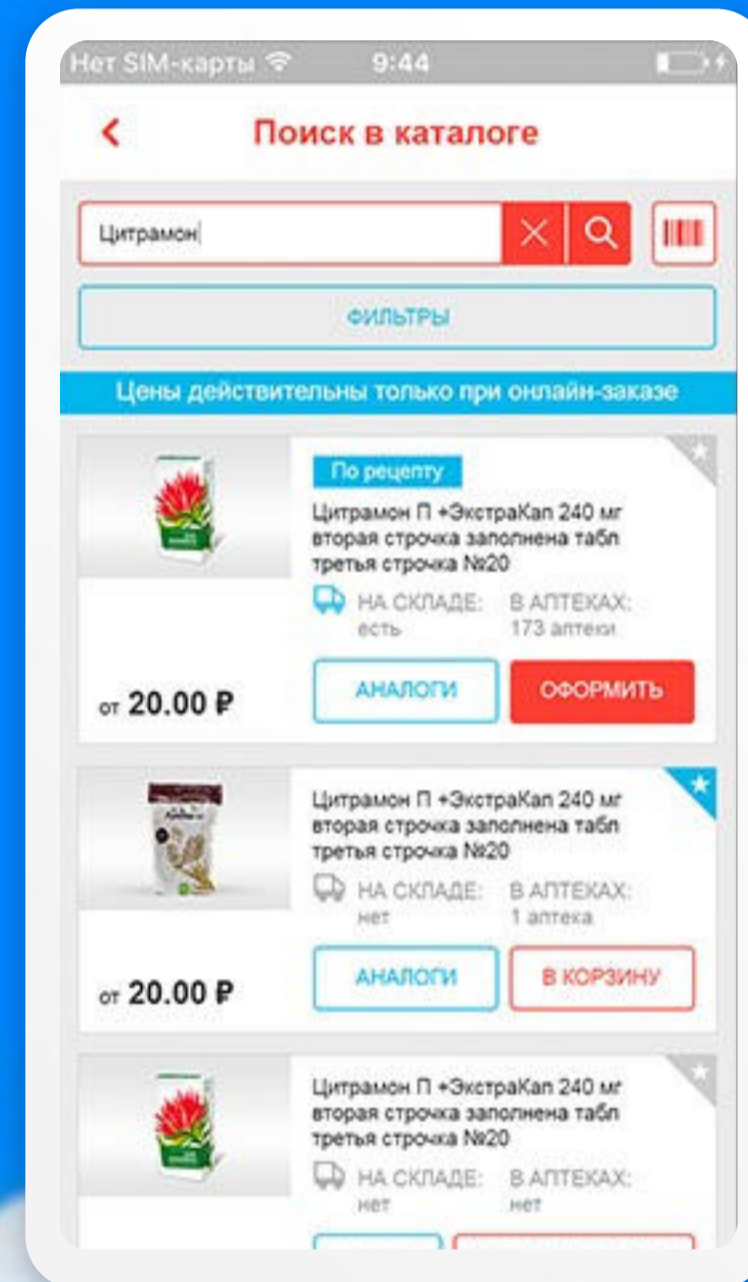 Нет SIM-карты 9:44
Поиск в каталоге
Цитрамон
ФИЛЬТРЫ
Цены действительны только при онлайн-заказе
По рецепту
Цитрамон П +ЭкстраКап 240 мг
вторая строчка заполнена табл
третья строчка №20
НА СКЛАДЕ: В АПТЕКАХ:
есть 173 аптеки
от 20.00 ₽ АНАЛОГИ ОФОРМИТЬ
Цитрамон П +ЭкстраКап 240 мг
вторая строчка заполнена табл
третья строчка №20
НА СКЛАДЕ: В АПТЕКАХ:
нет 1 аптека
от 20.00 ₽ АНАЛОГИ В КОРЗИНУ
Цитрамон П +ЭкстраКап 240 мг
вторая строчка заполнена табл
третья строчка №20
НА СКЛАДЕ: В АПТЕКАХ:
нет нет